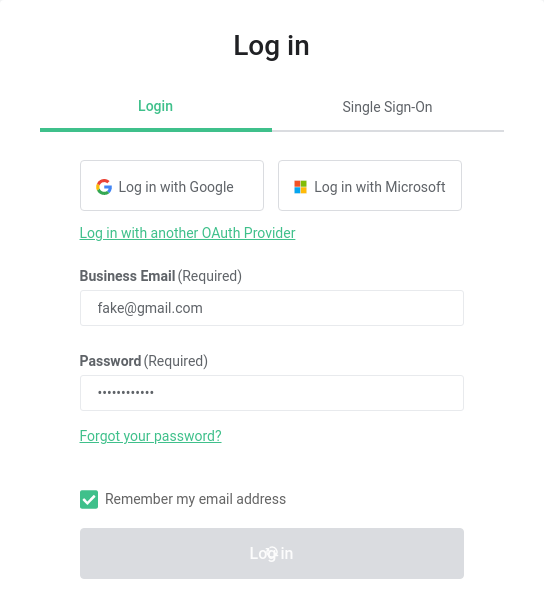 Log in
Login Single Sign-On
Log in with Google Log in with Microsoft
Log in with another OAuth Provider
Business Email (Required)
fake@gmail.com
Password (Required)
••••••••••••
Forgot your password?
Remember my email address
Log in